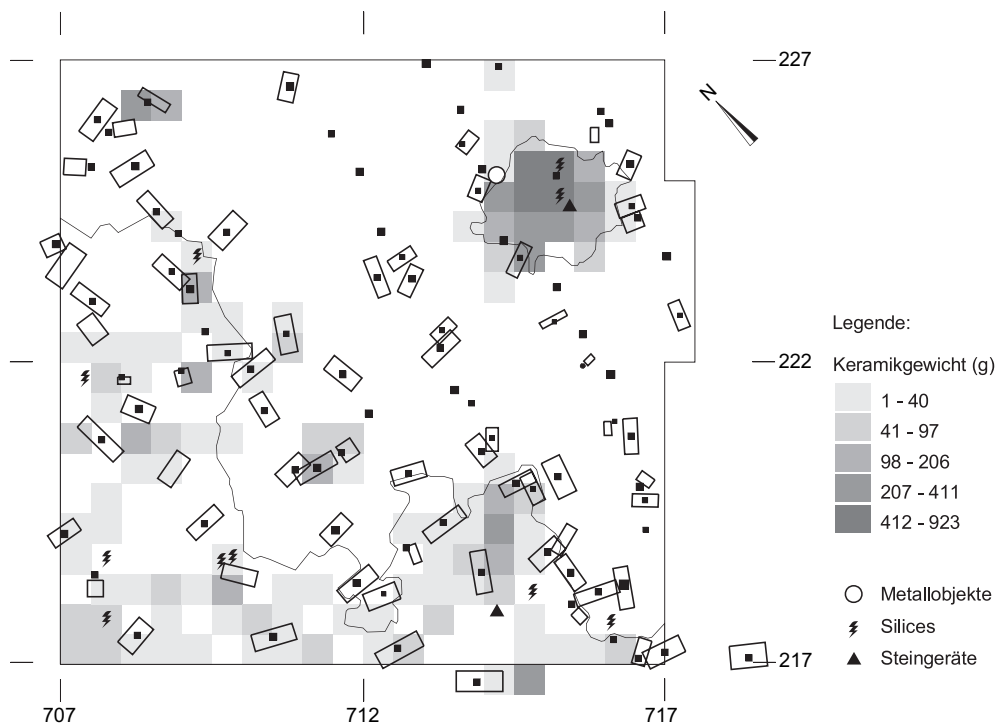 227
N
222
217
707
712
717
Legende:
Keramikgewicht (g)
1 - 40
41 - 97
98 - 206
207 - 411
412 - 923
Metallobjekte
Silices
Steingeräte